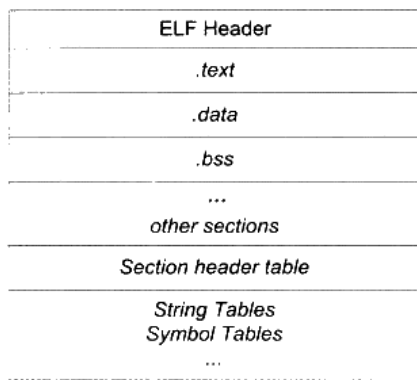 ELF Header
.text
.data
.bss
...
other sections
Section header table
String Tables
Symbol Tables
...